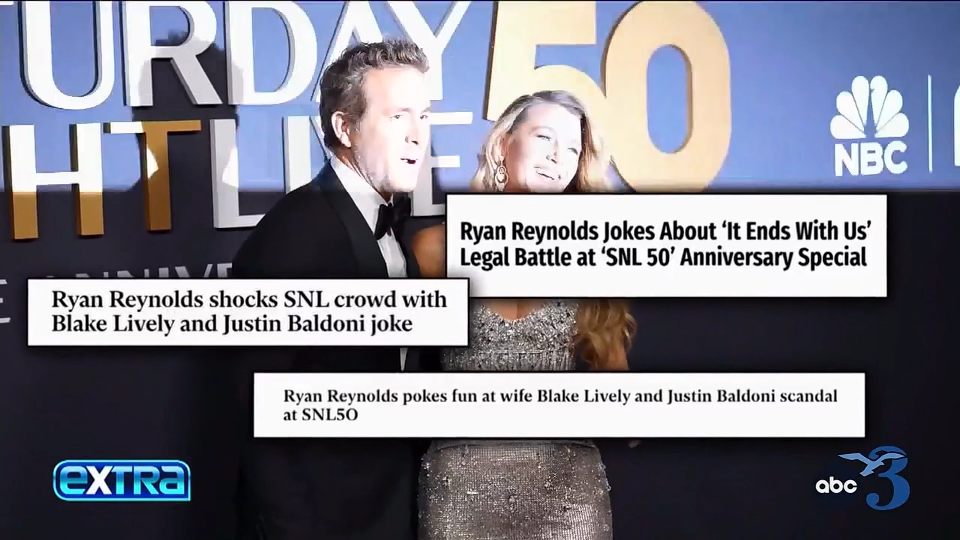 URDAY 50
HT LIVE
NBC
Ryan Reynolds Jokes About ‘It Ends With Us’
Legal Battle at ‘SNL 50’ Anniversary Special
Ryan Reynolds shocks SNL crowd with
Blake Lively and Justin Baldoni joke
Ryan Reynolds pokes fun at wife Blake Lively and Justin Baldoni scandal
at SNL50
extra
abc 3